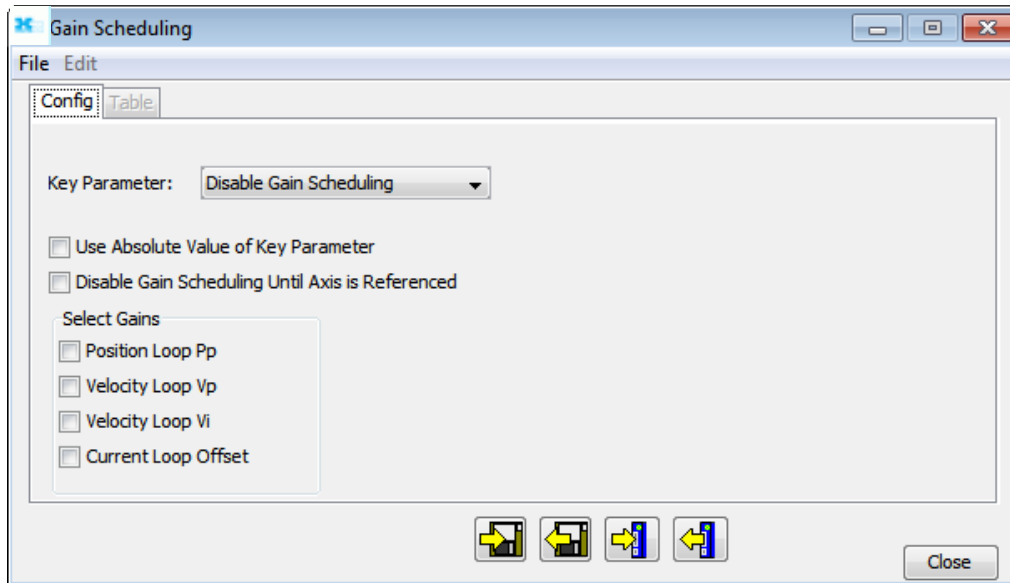 Gain Scheduling
File Edit
Config Table
Key Parameter: Disable Gain Scheduling
Use Absolute Value of Key Parameter
Disable Gain Scheduling Until Axis is Referenced
Select Gains
Position Loop Pp
Velocity Loop Vp
Velocity Loop Vi
Current Loop Offset
Close